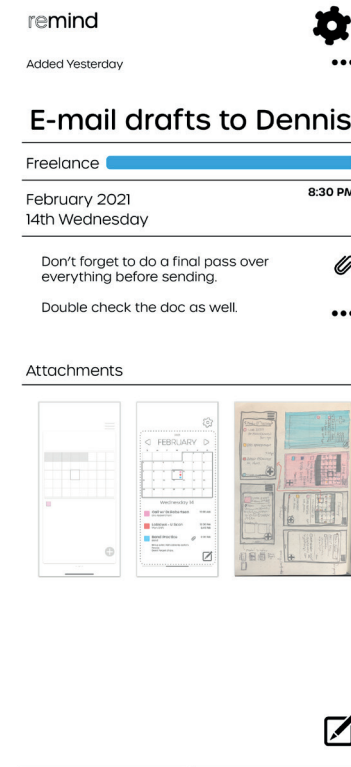 remind
Added Yesterday
E-mail drafts to Dennis
Freelance
February 2021
8:30 PM
14th Wednesday
Don't forget to do a final pass over
everything before sending.
Double check the doc as well.
Attachments
FEBRUARY
Wednesday 14